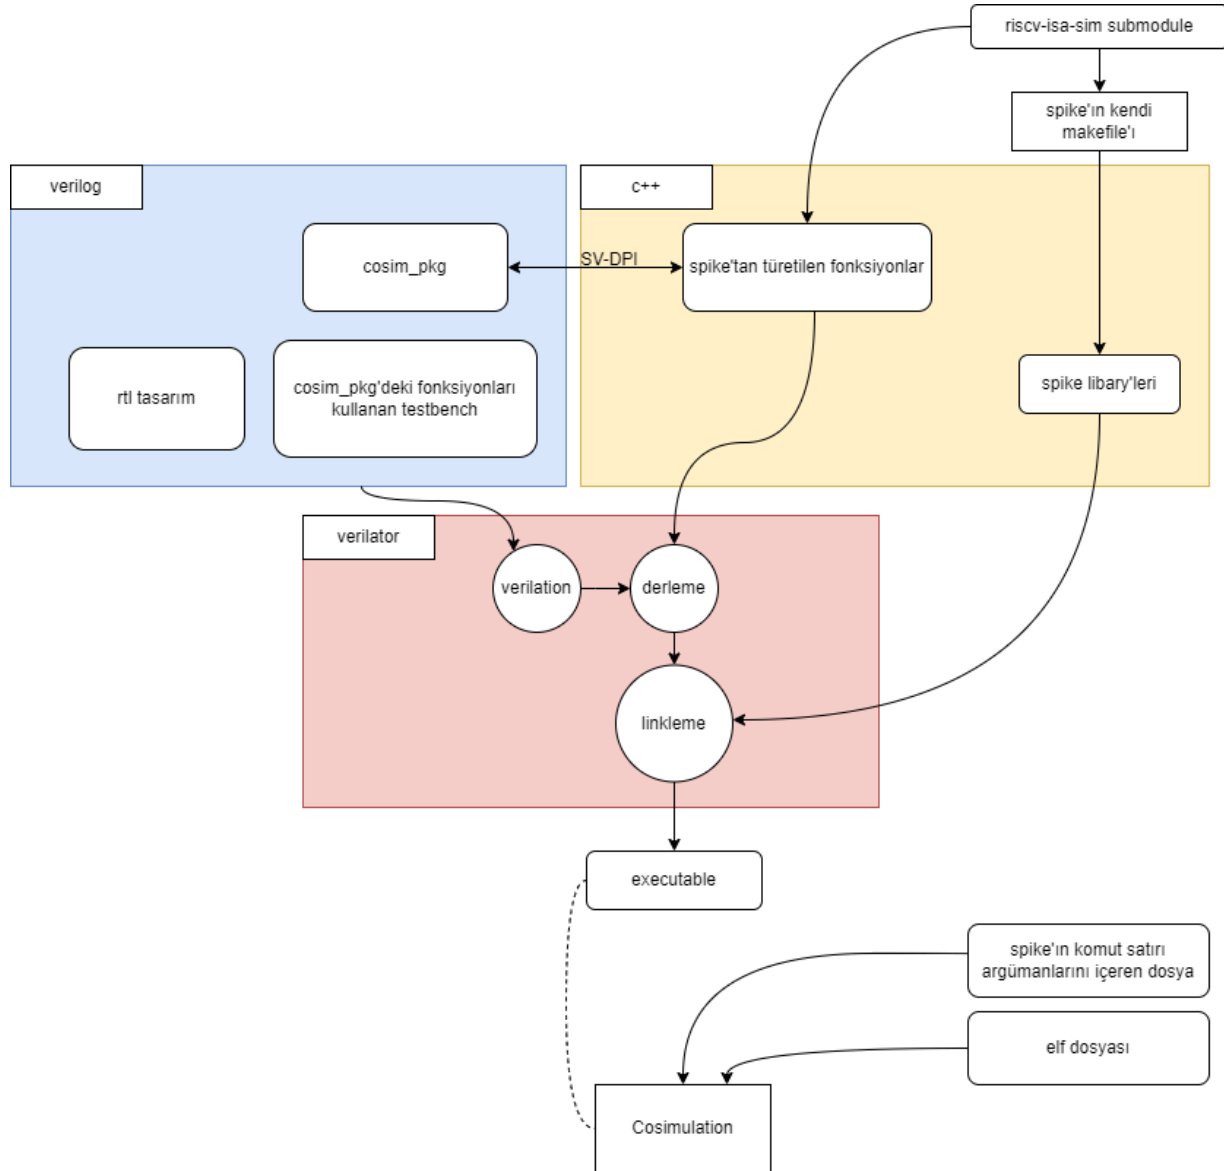 riscv-isa-sim submodule
spike'ın kendi
makefile'ı
verilog
c++
cosim_pkg
SV-DPI
spike'tan türetilen fonksiyonlar
rtl tasarım
cosim_pkg'deki fonksiyonları
kullanan testbench
spike libary'leri
verilator
verilation
derleme
linkleme
executable
spike'ın komut satırı
argümanlarını içeren dosya
elf dosyası
Cosimulation